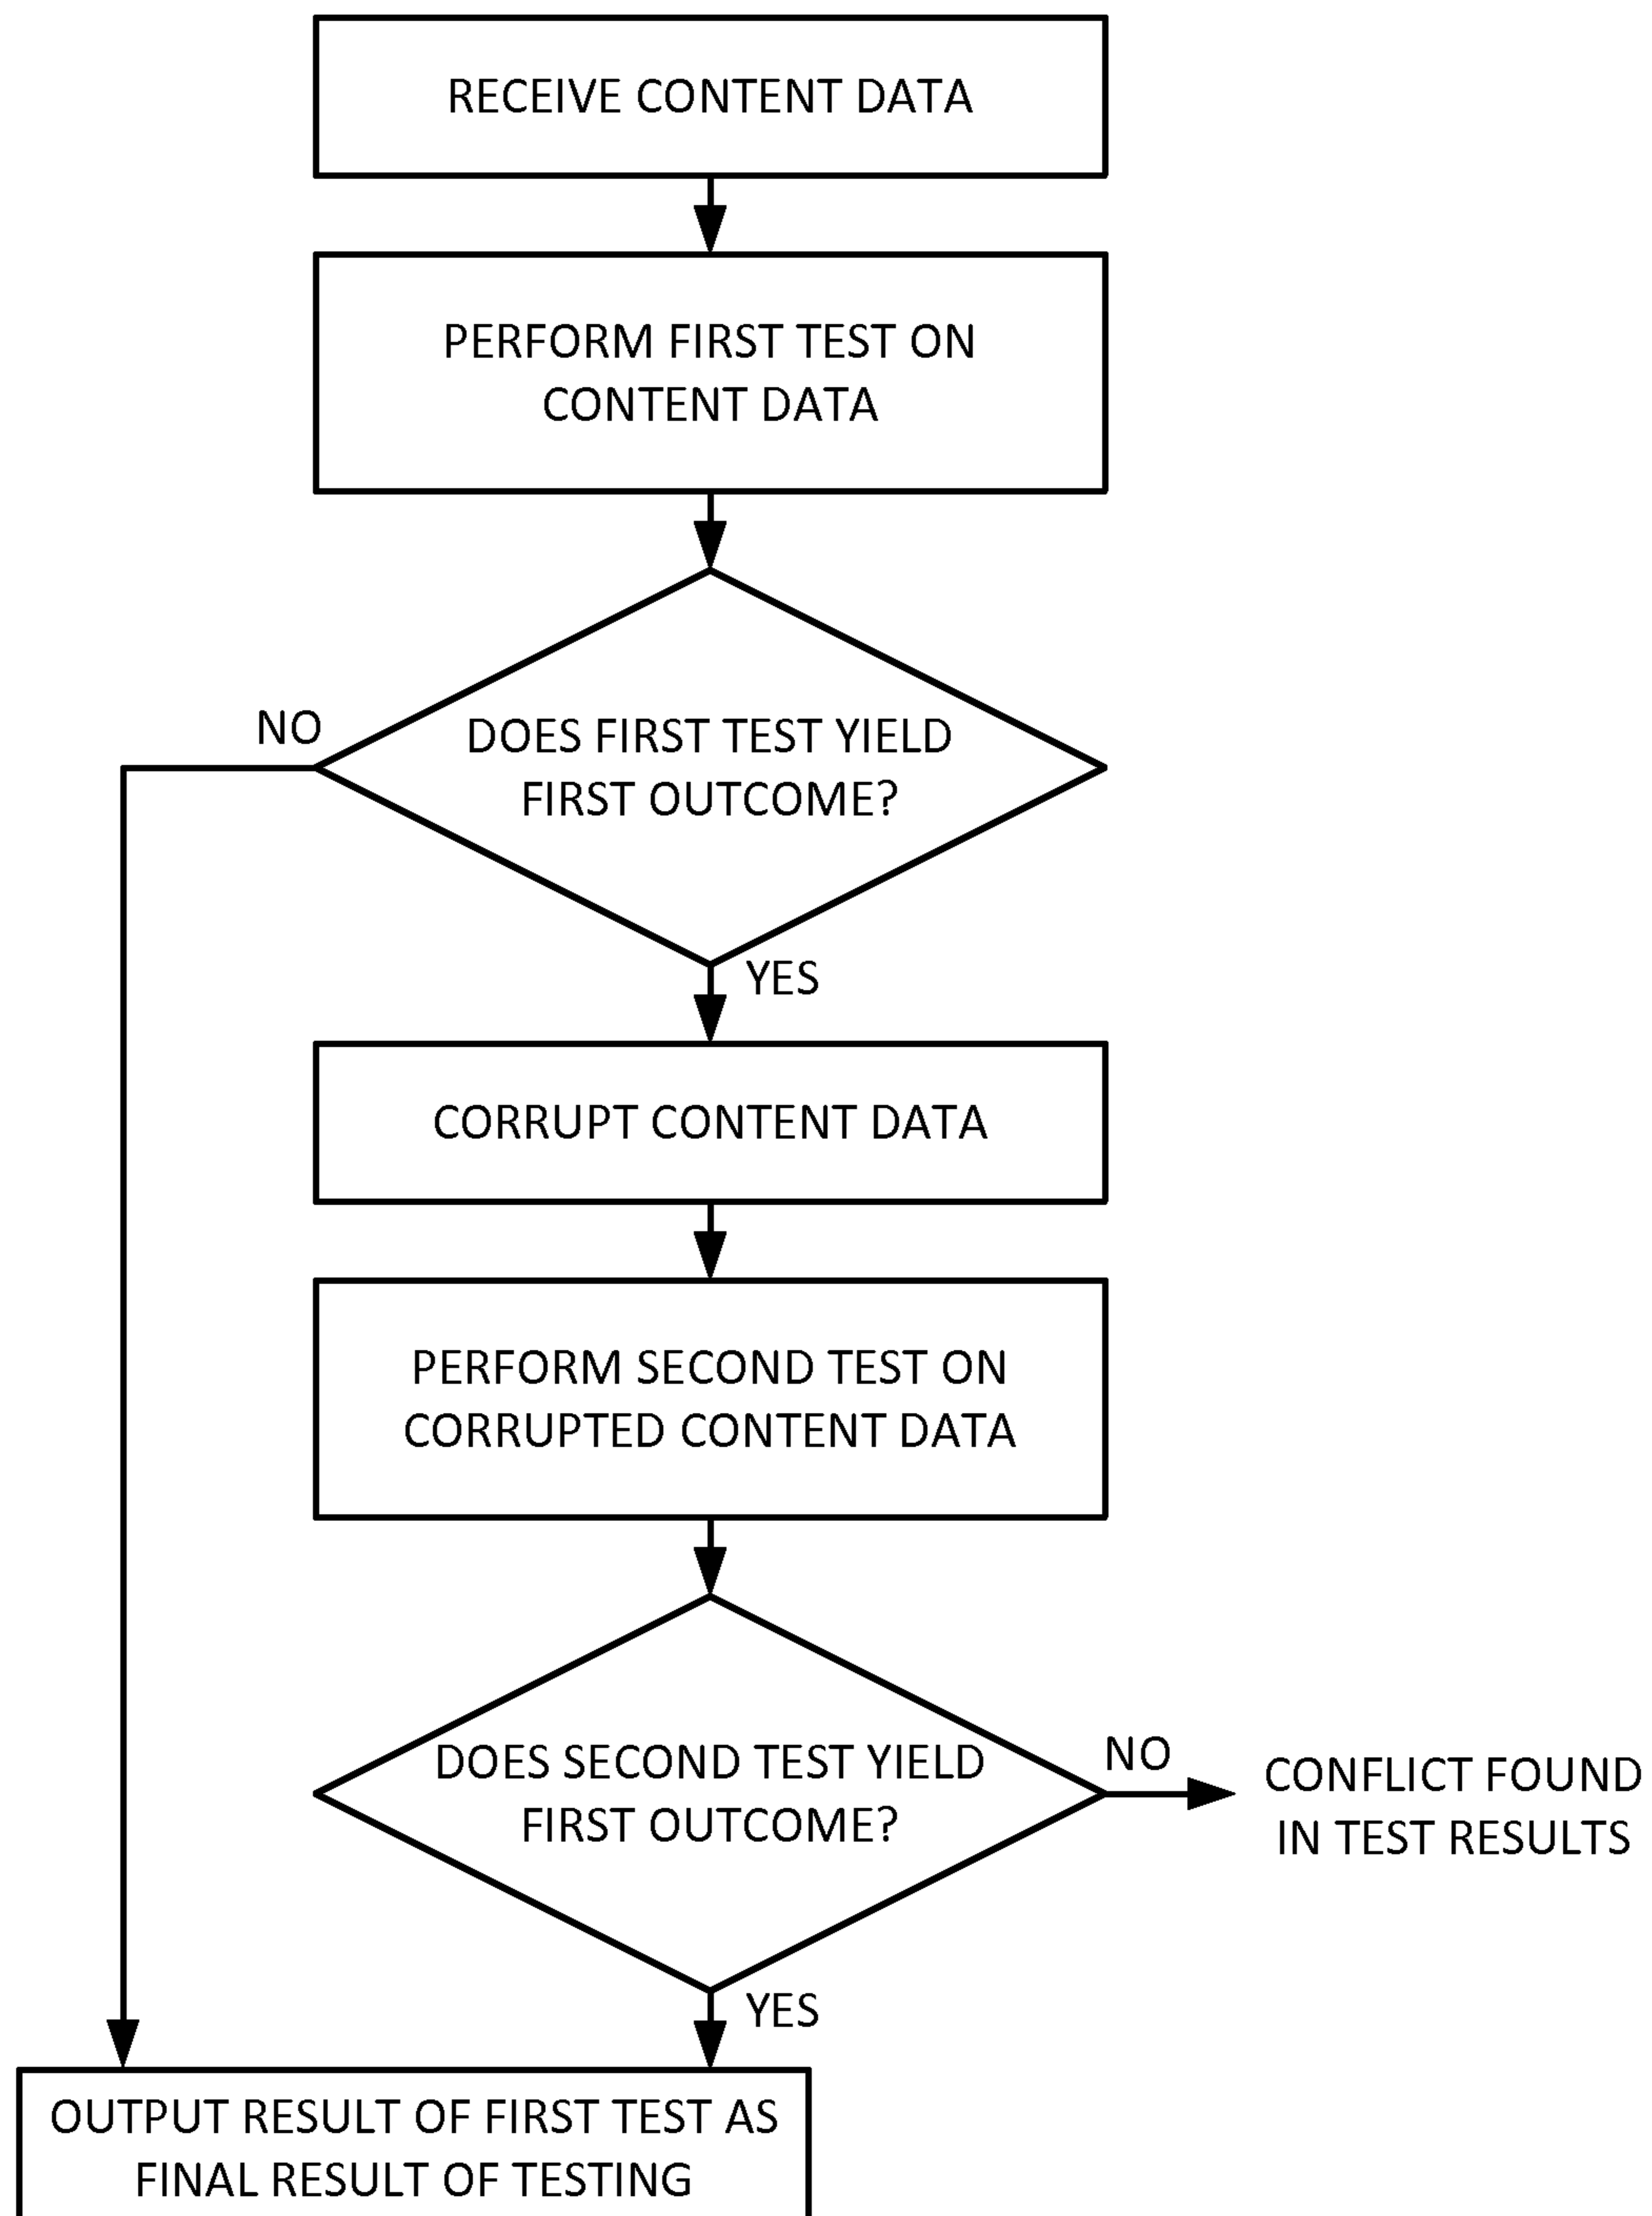 RECEIVE CONTENT DATA
PERFORM FIRST TEST ON
CONTENT DATA
NO
DOES FIRST TEST YIELD
FIRST OUTCOME?
YES
CORRUPT CONTENT DATA
PERFORM SECOND TEST ON
CORRUPTED CONTENT DATA
DOES SECOND TEST YIELD
FIRST OUTCOME?
NO
CONFLICT FOUND
IN TEST RESULTS
YES
OUTPUT RESULT OF FIRST TEST AS
FINAL RESULT OF TESTING